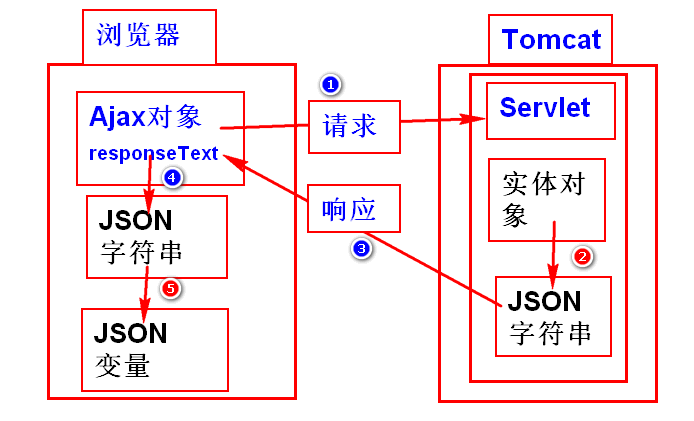 浏览器
Ajax对象
responseText
④
JSON
字符串
⑤
JSON
变量
①
请求
响应
③
Tomcat
Servlet
实体对
象
②
JSON
字符串